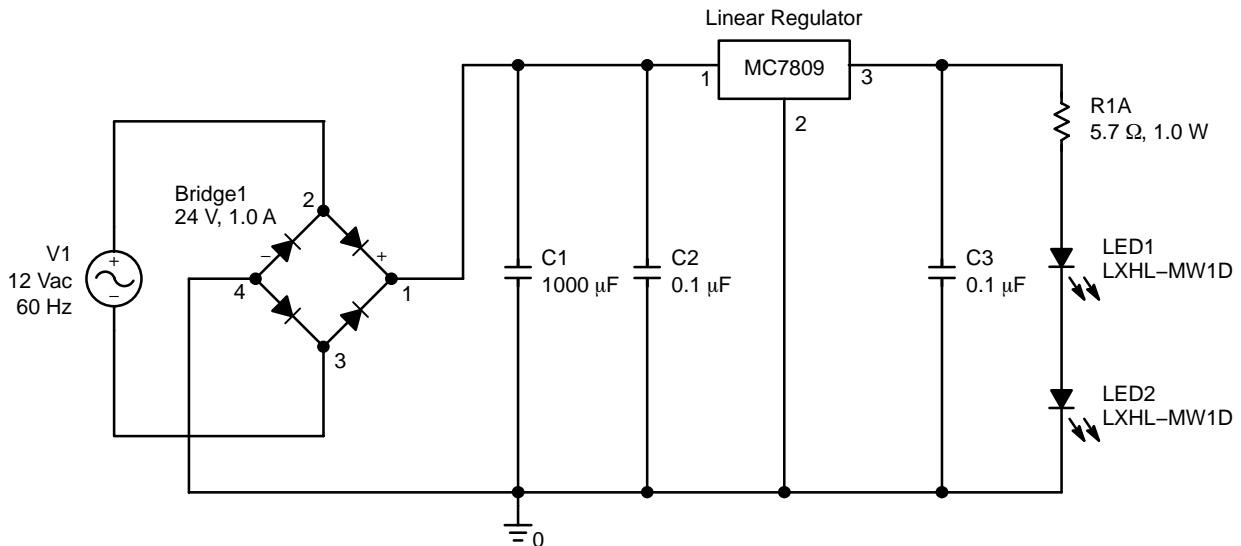 Linear Regulator
MC7809
1
3
2
R1A
5.7 Ω, 1.0 W
Bridge1
24 V, 1.0 A
2
−
+
4
1
3
V1
12 Vac
60 Hz
+
−
C1
1000 μF
C2
0.1 μF
C3
0.1 μF
LED1
LXHL−MW1D
LED2
LXHL−MW1D
0